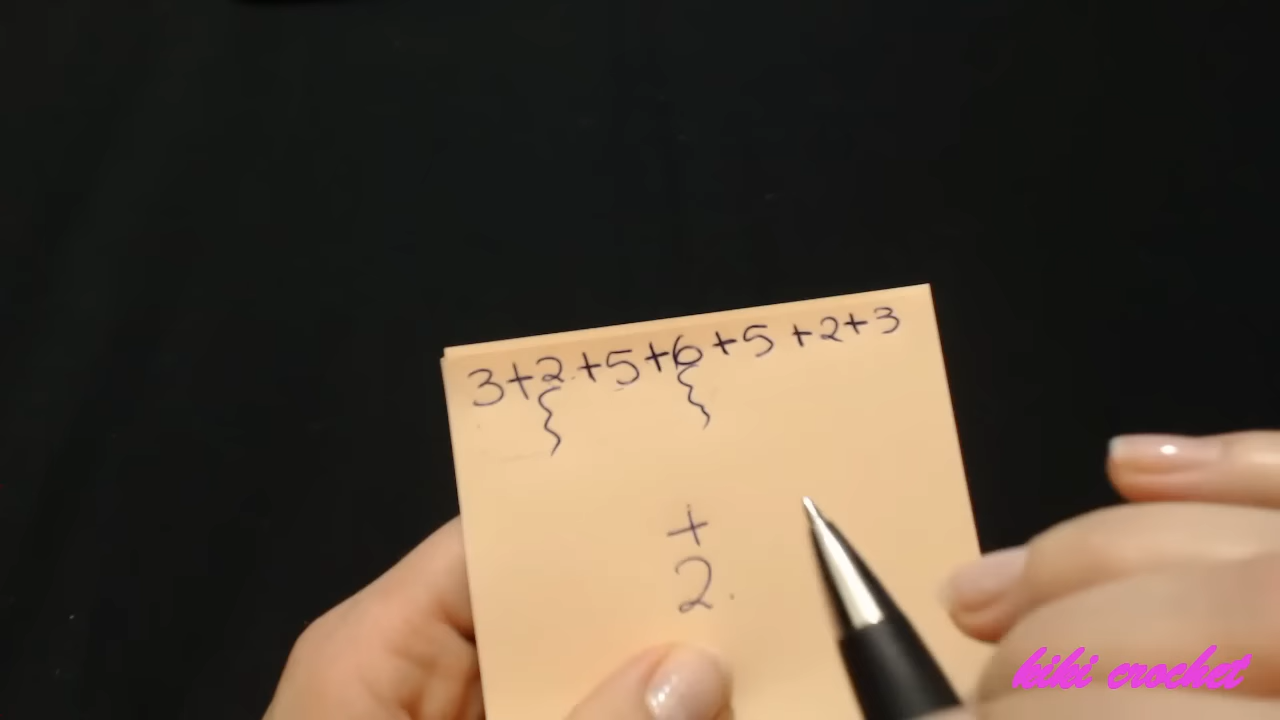 3+2+5+6+5+2+3
+
2.
kiki crochet